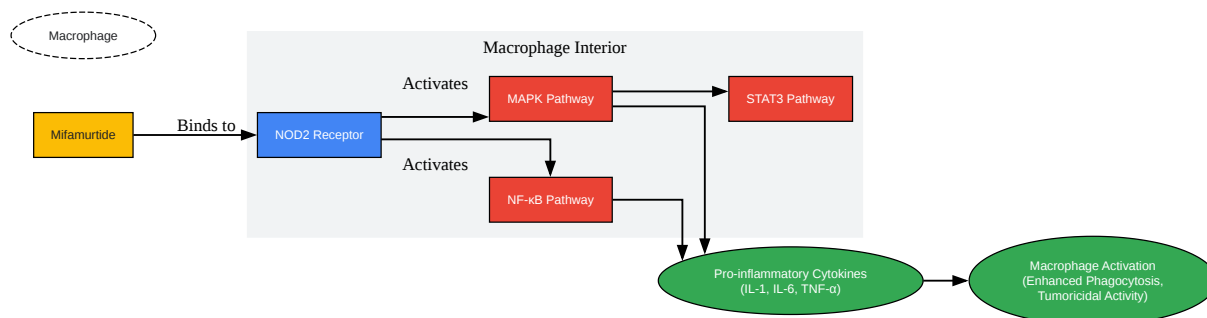 Macrophage
Macrophage Interior
Activates
MAPK Pathway
STAT3 Pathway
Mifamurtide
Binds to
NOD2 Receptor
Activates
NF-κB Pathway
Pro-inflammatory Cytokines
(IL-1, IL-6, TNF-α)
Macrophage Activation
(Enhanced Phagocytosis,
Tumoricidal Activity)